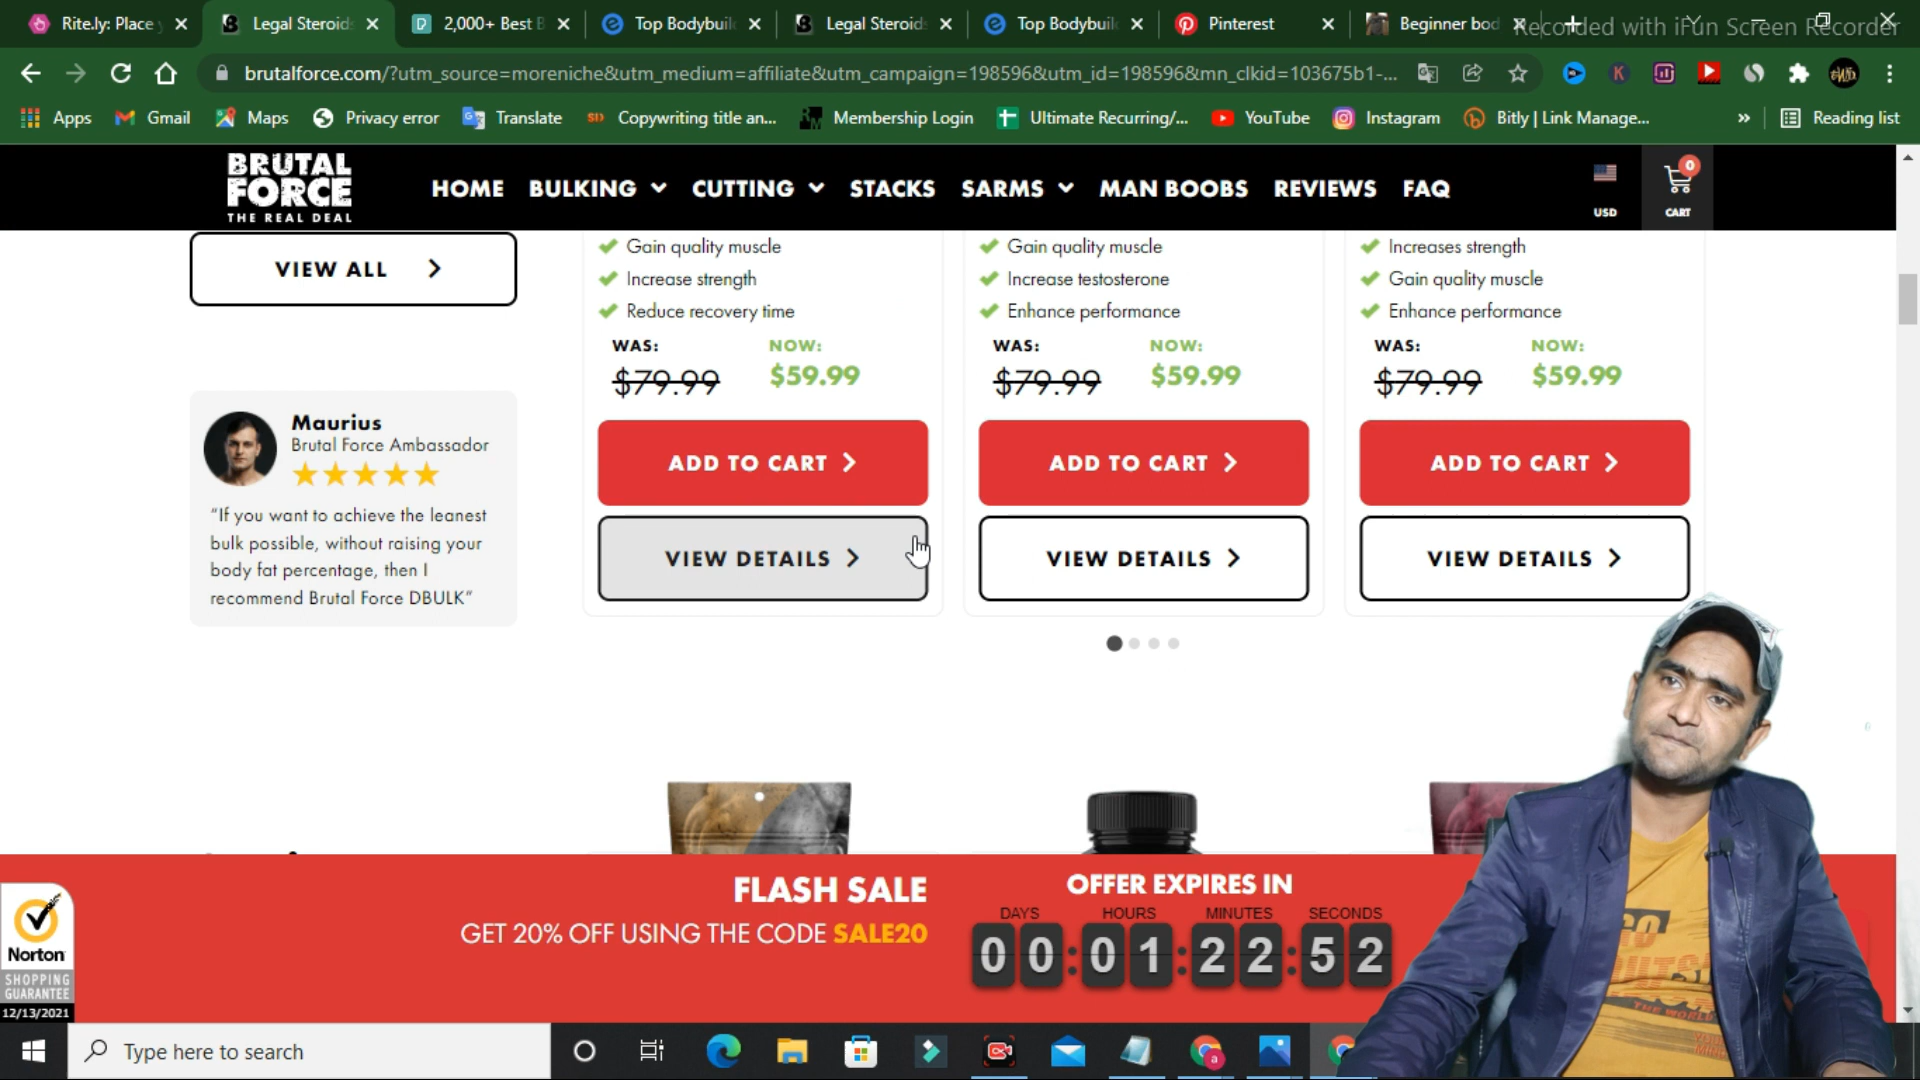 Rite.ly: Place y
Legal Steroids
2,000+ Best B
Top Bodybuil
Legal Steroids
Top Bodybuil
Pinterest
Beginner bod
Recorded with iFun Screen Recorder
brutalforce.com/?utm_source=moreniche&utm_medium=affiliate&utm_campaign=198596&utm_id=198596&mn_clkid=103675b1-...
Apps
Gmail
Maps
Privacy error
Translate
Copywriting title an...
Membership Login
Ultimate Recurring/...
YouTube
Instagram
Bitly | Link Manage...
»
Reading list
BRUTAL
FORCE
THE REAL DEAL
HOME
BULKING
CUTTING
STACKS
SARMS
MAN BOOBS
REVIEWS
FAQ
USD
0
CART
VIEW ALL
Maurius
Brutal Force Ambassador
“If you want to achieve the leanest
bulk possible, without raising your
body fat percentage, then I
recommend Brutal Force DBULK”
Gain quality muscle
Increase strength
Reduce recovery time
WAS:
NOW:
$79.99
$59.99
ADD TO CART
VIEW DETAILS
Gain quality muscle
Increase testosterone
Enhance performance
WAS:
NOW:
$79.99
$59.99
ADD TO CART
VIEW DETAILS
Increases strength
Gain quality muscle
Enhance performance
WAS:
NOW:
$79.99
$59.99
ADD TO CART
VIEW DETAILS
FLASH SALE
GET 20% OFF USING THE CODE SALE20
OFFER EXPIRES IN
DAYS HOURS MINUTES SECONDS
00:01:22:52
Norton
SHOPPING
GUARANTEE
12/13/2021
Type here to search